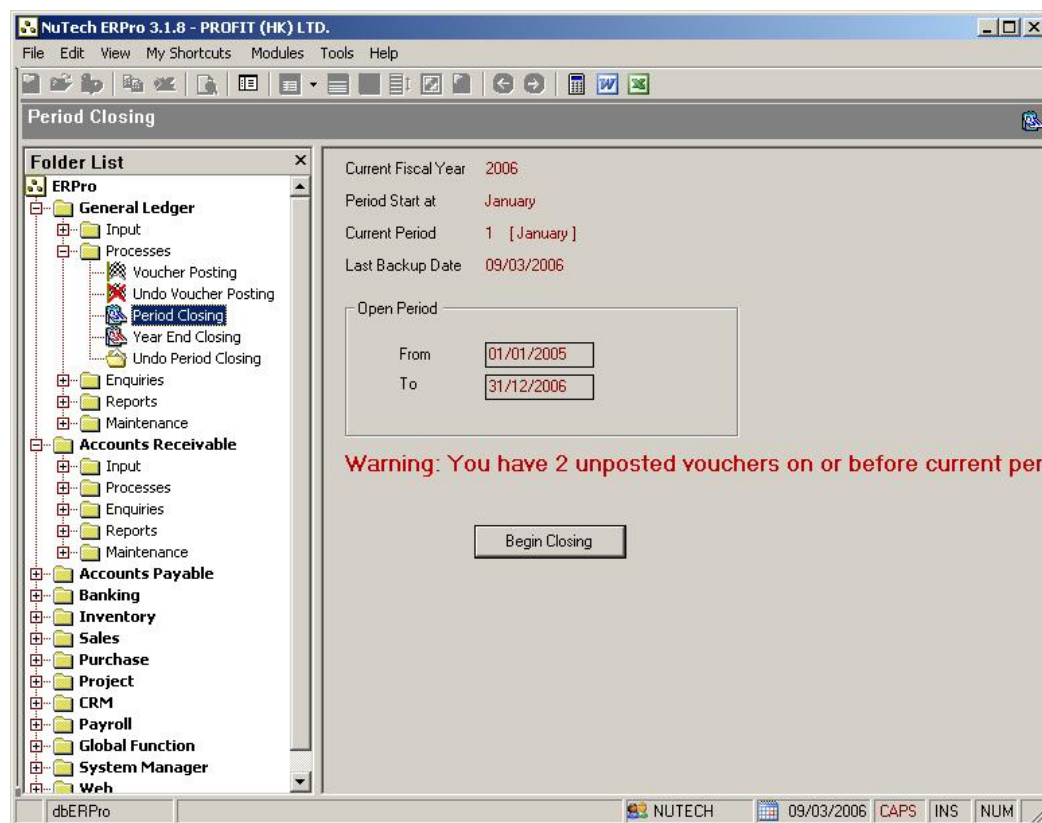 NuTech ERPro 3.1.8 - PROFIT (HK) LTD.
File Edit View My Shortcuts Modules Tools Help
Period Closing
Folder List
ERPro
General Ledger
Input
Processes
Voucher Posting
Undo Voucher Posting
Period Closing
Year End Closing
Undo Period Closing
Enquiries
Reports
Maintenance
Accounts Receivable
Input
Processes
Enquiries
Reports
Maintenance
Accounts Payable
Banking
Inventory
Sales
Purchase
Project
CRM
Payroll
Global Function
System Manager
Web
Current Fiscal Year 2006
Period Start at January
Current Period 1 [ January ]
Last Backup Date 09/03/2006
Open Period
From 01/01/2005
To 31/12/2006
Warning: You have 2 unposted vouchers on or before current per
Begin Closing
dbERPro NUTECH 09/03/2006 CAPS INS NUM